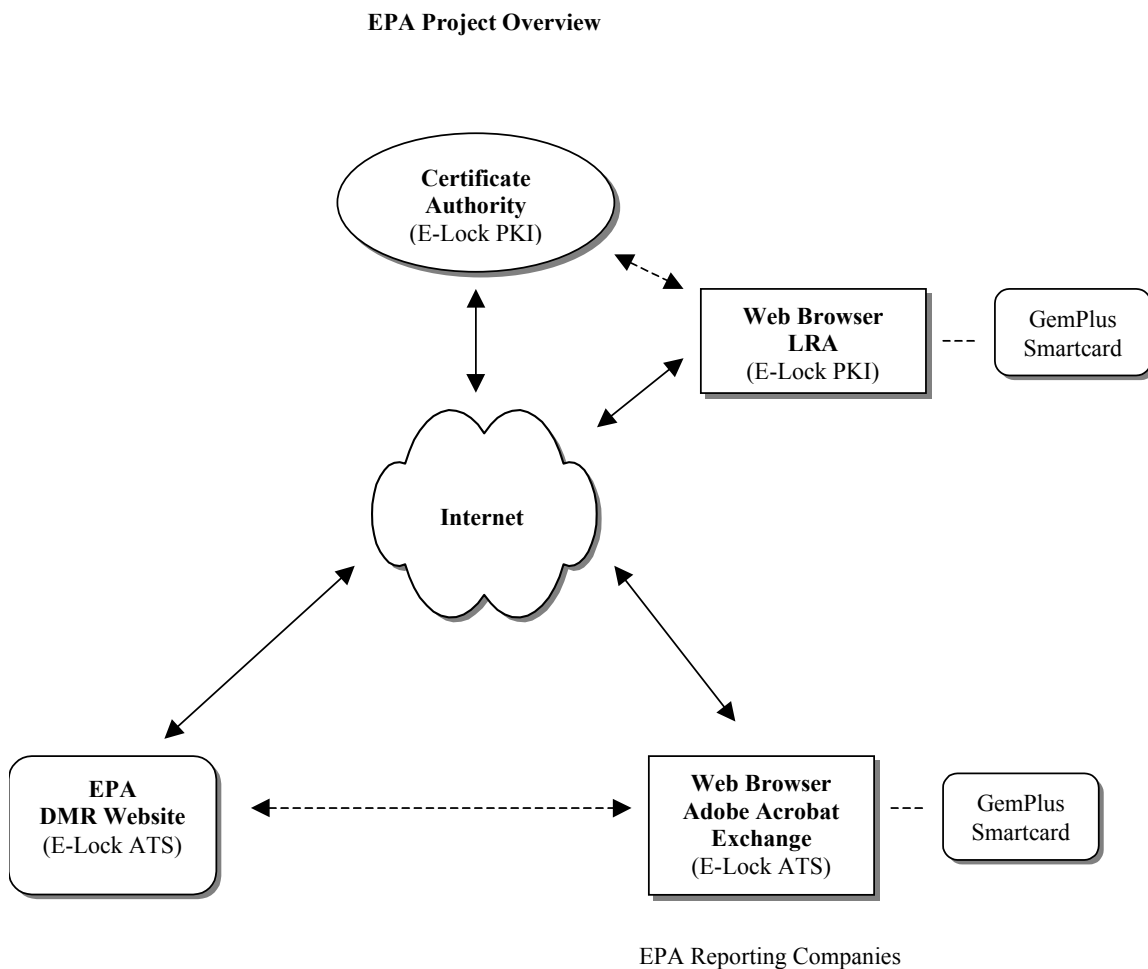 EPA Project Overview
Certificate
Authority
(E-Lock PKI)
Web Browser
LRA
(E-Lock PKI)
GemPlus
Smartcard
Internet
EPA
DMR Website
(E-Lock ATS)
Web Browser
Adobe Acrobat
Exchange
(E-Lock ATS)
GemPlus
Smartcard
EPA Reporting Companies